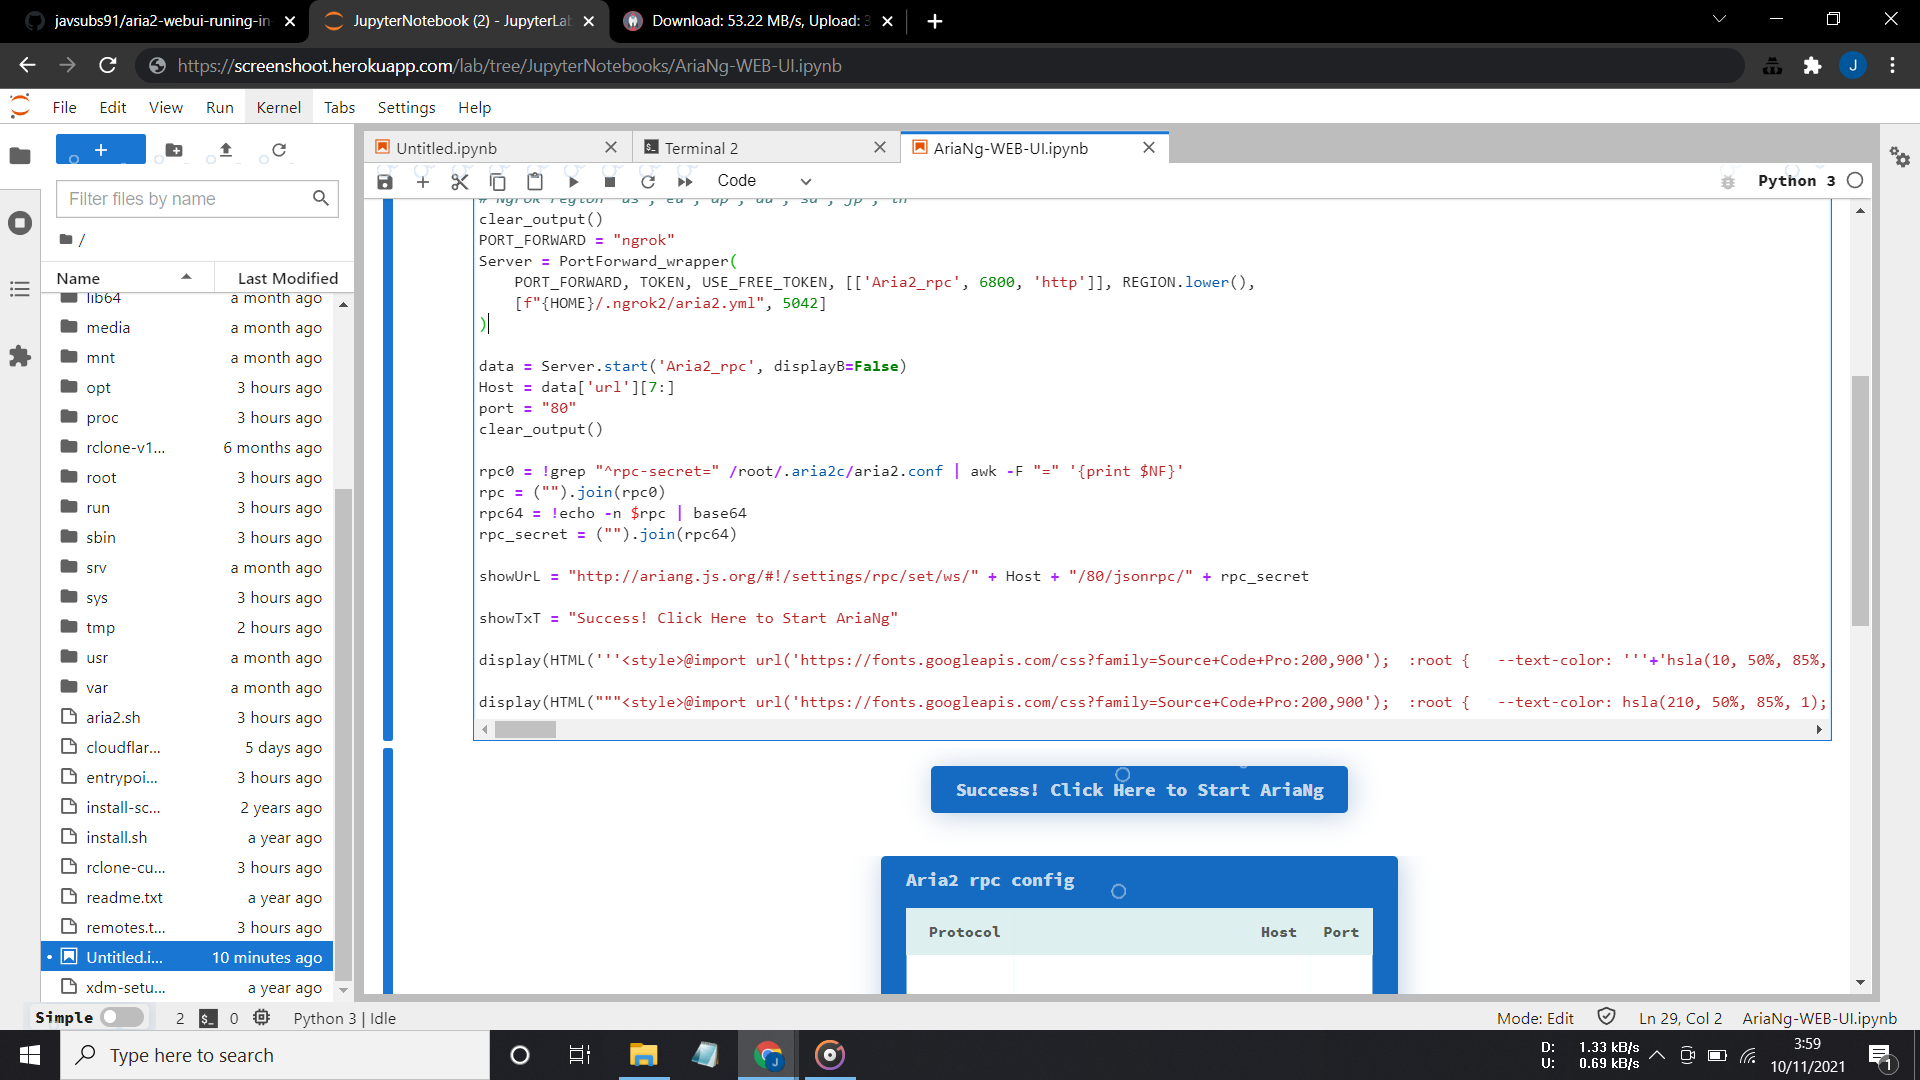 javsubs91/aria2-webui-runing-in-
JupyterNotebook (2) - JupyterLab
Download: 53.22 MB/s, Upload: 3
https://screenshoot.herokuapp.com/lab/tree/JupyterNotebooks/AriaNg-WEB-UI.ipynb
J
File Edit View Run Kernel Tabs Settings Help
Untitled.ipynb
Terminal 2
AriaNg-WEB-UI.ipynb
Code
Python 3
Filter files by name
/
Name Last Modified
lib64 a month ago
media a month ago
mnt a month ago
opt 3 hours ago
proc 3 hours ago
rclone-v1... 6 months ago
root 3 hours ago
run 3 hours ago
sbin 3 hours ago
srv a month ago
sys 3 hours ago
tmp 2 hours ago
usr a month ago
var a month ago
aria2.sh 3 hours ago
cloudflar... 5 days ago
entrypoi... 3 hours ago
install-sc... 2 years ago
install.sh a year ago
rclone-cu... 3 hours ago
readme.txt a year ago
remotes.t... 3 hours ago
Untitled.i... 10 minutes ago
xdm-setu... a year ago
clear_output()
PORT_FORWARD = "ngrok"
Server = PortForward_wrapper(
PORT_FORWARD, TOKEN, USE_FREE_TOKEN, [['Aria2_rpc', 6800, 'http']], REGION.lower(),
[f"{HOME}/.ngrok2/aria2.yml", 5042]
)
data = Server.start('Aria2_rpc', displayB=False)
Host = data['url'][7:]
port = "80"
clear_output()
rpc0 = !grep "^rpc-secret=" /root/.aria2c/aria2.conf | awk -F "=" '{print $NF}'
rpc = ("").join(rpc0)
rpc64 = !echo -n $rpc | base64
rpc_secret = ("").join(rpc64)
showUrL = "http://ariang.js.org/#!/settings/rpc/set/ws/" + Host + "/80/jsonrpc/" + rpc_secret
showTxT = "Success! Click Here to Start AriaNg"
display(HTML('''<style>@import url('https://fonts.googleapis.com/css?family=Source+Code+Pro:200,900'); :root { --text-color: '''+'hsla(10, 50%, 85%,
display(HTML("""<style>@import url('https://fonts.googleapis.com/css?family=Source+Code+Pro:200,900'); :root { --text-color: hsla(210, 50%, 85%, 1);
Success! Click Here to Start AriaNg
Aria2 rpc config
Protocol Host Port
Simple 2 0 Python 3 | Idle
Mode: Edit Ln 29, Col 2 AriaNg-WEB-UI.ipynb
Type here to search
D: 1.33 kB/s
U: 0.69 kB/s
3:59
10/11/2021
1